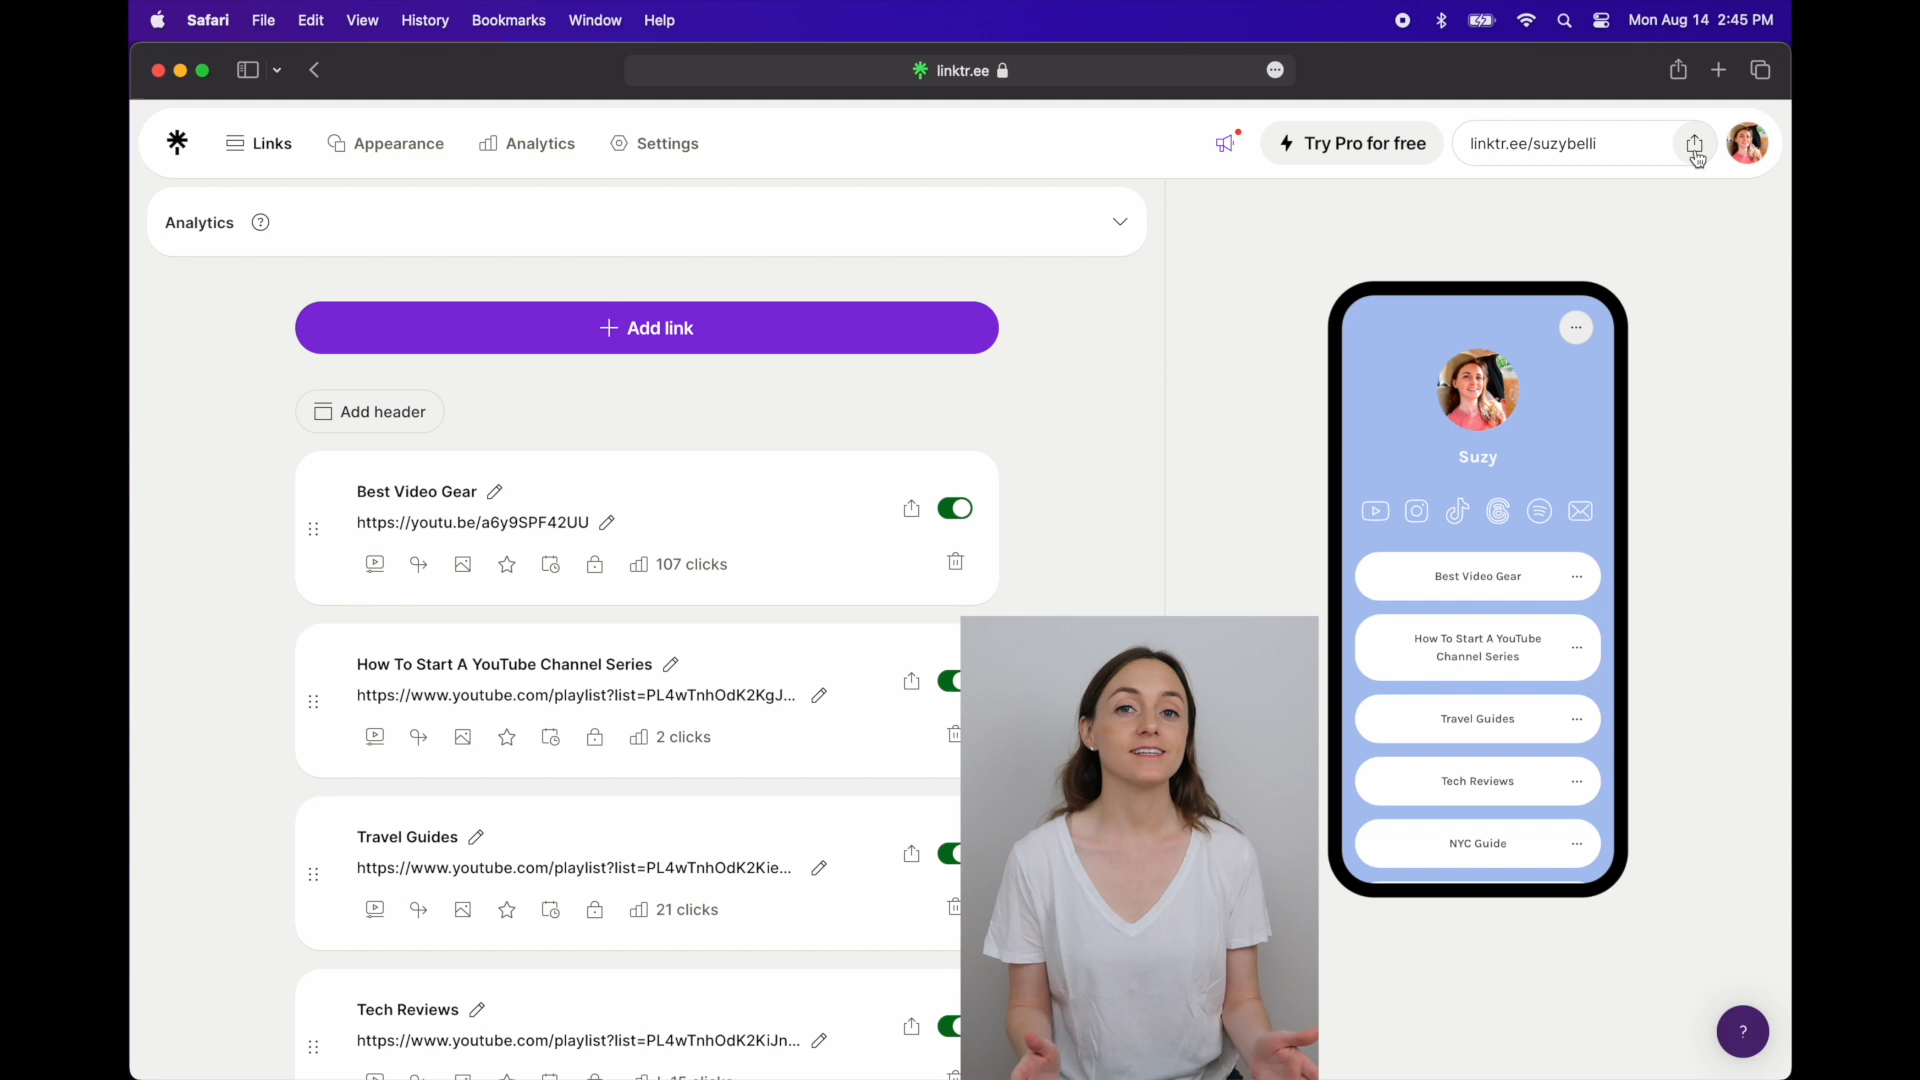 Safari File Edit View History Bookmarks Window Help Mon Aug 14 2:45 PM
linktr.ee
Links Appearance Analytics Settings Try Pro for free linktr.ee/suzybelli
Analytics ?
+ Add link
Add header
Best Video Gear
https://youtu.be/a6y9SPF42UU
107 clicks
How To Start A YouTube Channel Series
https://www.youtube.com/playlist?list=PL4wTnhOdK2KgJ...
2 clicks
Travel Guides
https://www.youtube.com/playlist?list=PL4wTnhOdK2Kie...
21 clicks
Tech Reviews
https://www.youtube.com/playlist?list=PL4wTnhOdK2KiJn...
Suzy
Best Video Gear
How To Start A YouTube
Channel Series
Travel Guides
Tech Reviews
NYC Guide
?